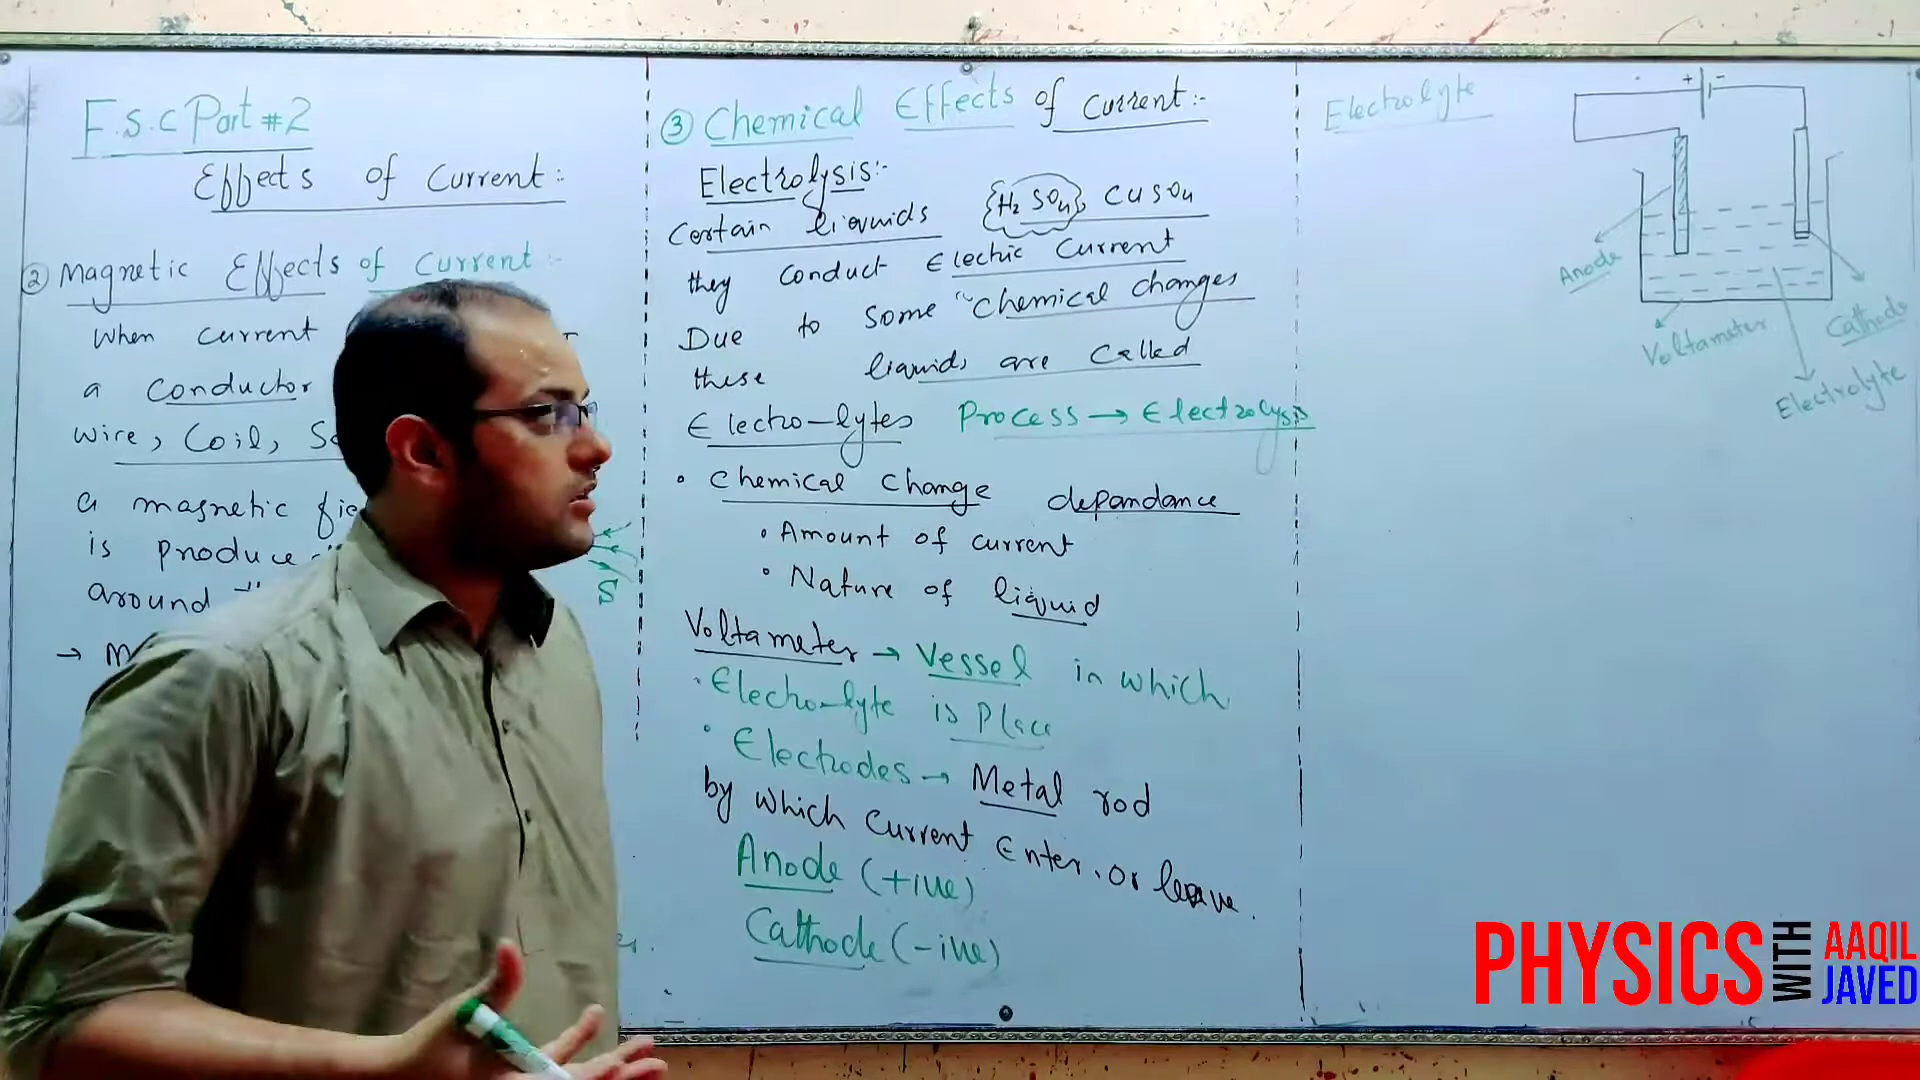 F.S.C Part #2
Effects of Current:-
② Magnetic Effects of Current:-
When current
a conductor
wire, Coil,
a magnetic
is produce
around
→
S
③ Chemical Effects of Current:-
Electrolysis:-
Certain liquids {H2 SO4}, CuSO4
they conduct Electric Current
Due to some "chemical changes
these liquids are called
Electro-lytes Process → Electrolysis
• Chemical change dependance
• Amount of current
• Nature of liquid
Voltameter → Vessel in which
• Electro-lyte is Place
• Electrodes → Metal rod
by which current Enter or leave.
Anode (+ive)
Cathode (-ive)
Electrolyte
+ -
Anode
Voltameter
Cathode
Electrolyte
PHYSICS WITH AAQIL JAVED